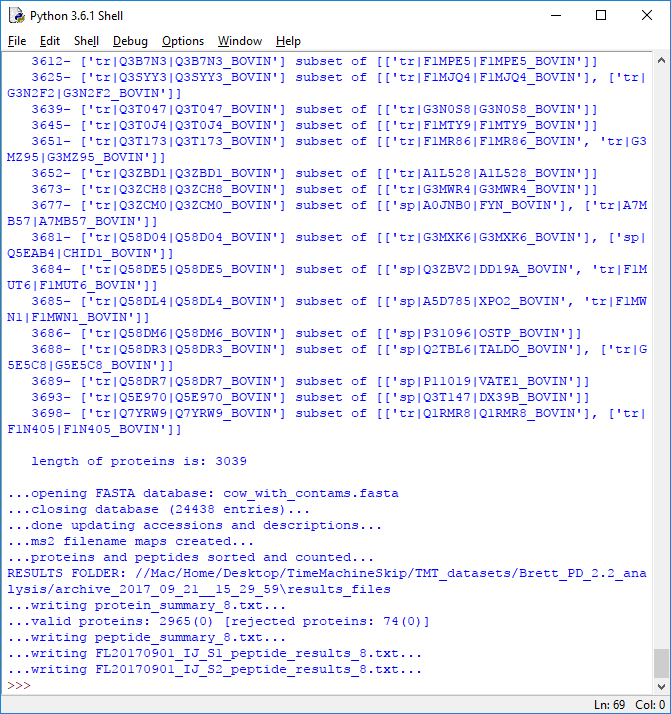 Python 3.6.1 Shell
File Edit Shell Debug Options Window Help
3612- ['tr|Q3B7N3|Q3B7N3_BOVIN'] subset of [['tr|F1MPE5|F1MPE5_BOVIN']]
3625- ['tr|Q3SYY3|Q3SYY3_BOVIN'] subset of [['tr|F1MJQ4|F1MJQ4_BOVIN'], ['tr|
G3N2F2|G3N2F2_BOVIN']]
3639- ['tr|Q3T047|Q3T047_BOVIN'] subset of [['tr|G3N0S8|G3N0S8_BOVIN']]
3645- ['tr|Q3T0J4|Q3T0J4_BOVIN'] subset of [['tr|F1MTY9|F1MTY9_BOVIN']]
3651- ['tr|Q3T173|Q3T173_BOVIN'] subset of [['tr|F1MR86|F1MR86_BOVIN', 'tr|G3
MZ95|G3MZ95_BOVIN']]
3652- ['tr|Q3ZBD1|Q3ZBD1_BOVIN'] subset of [['tr|A1L528|A1L528_BOVIN']]
3673- ['tr|Q3ZCH8|Q3ZCH8_BOVIN'] subset of [['tr|G3MWR4|G3MWR4_BOVIN']]
3677- ['tr|Q3ZCM0|Q3ZCM0_BOVIN'] subset of [['sp|A0JNB0|FYN_BOVIN'], ['tr|A7M
B57|A7MB57_BOVIN']]
3681- ['tr|Q58D04|Q58D04_BOVIN'] subset of [['tr|G3MXK6|G3MXK6_BOVIN'], ['sp|
Q5EAB4|CHID1_BOVIN']]
3684- ['tr|Q58DE5|Q58DE5_BOVIN'] subset of [['sp|Q3ZBV2|DD19A_BOVIN', 'tr|F1M
UT6|F1MUT6_BOVIN']]
3685- ['tr|Q58DL4|Q58DL4_BOVIN'] subset of [['sp|A5D785|XPO2_BOVIN', 'tr|F1MW
N1|F1MWN1_BOVIN']]
3686- ['tr|Q58DM6|Q58DM6_BOVIN'] subset of [['sp|P31096|OSTP_BOVIN']]
3688- ['tr|Q58DR3|Q58DR3_BOVIN'] subset of [['sp|Q2TBL6|TALDO_BOVIN'], ['tr|G
5E5C8|G5E5C8_BOVIN']]
3689- ['tr|Q58DR7|Q58DR7_BOVIN'] subset of [['sp|P11019|VATE1_BOVIN']]
3693- ['tr|Q5E970|Q5E970_BOVIN'] subset of [['sp|Q3T147|DX39B_BOVIN']]
3698- ['tr|Q7YRW9|Q7YRW9_BOVIN'] subset of [['tr|Q1RMR8|Q1RMR8_BOVIN'], ['tr|
F1N405|F1N405_BOVIN']]
length of proteins is: 3039
...opening FASTA database: cow_with_contams.fasta
...closing database (24438 entries)...
...done updating accessions and descriptions...
...ms2 filename maps created...
...proteins and peptides sorted and counted...
RESULTS FOLDER: //Mac/Home/Desktop/TimeMachineSkip/TMT_datasets/Brett_PD_2.2_ana
lysis/archive_2017_09_21__15_29_59\results_files
...writing protein_summary_8.txt...
...valid proteins: 2965(0) [rejected proteins: 74(0)]
...writing peptide_summary_8.txt...
...writing FL20170901_IJ_S1_peptide_results_8.txt...
...writing FL20170901_IJ_S2_peptide_results_8.txt...
>>>
Ln: 69 Col: 0